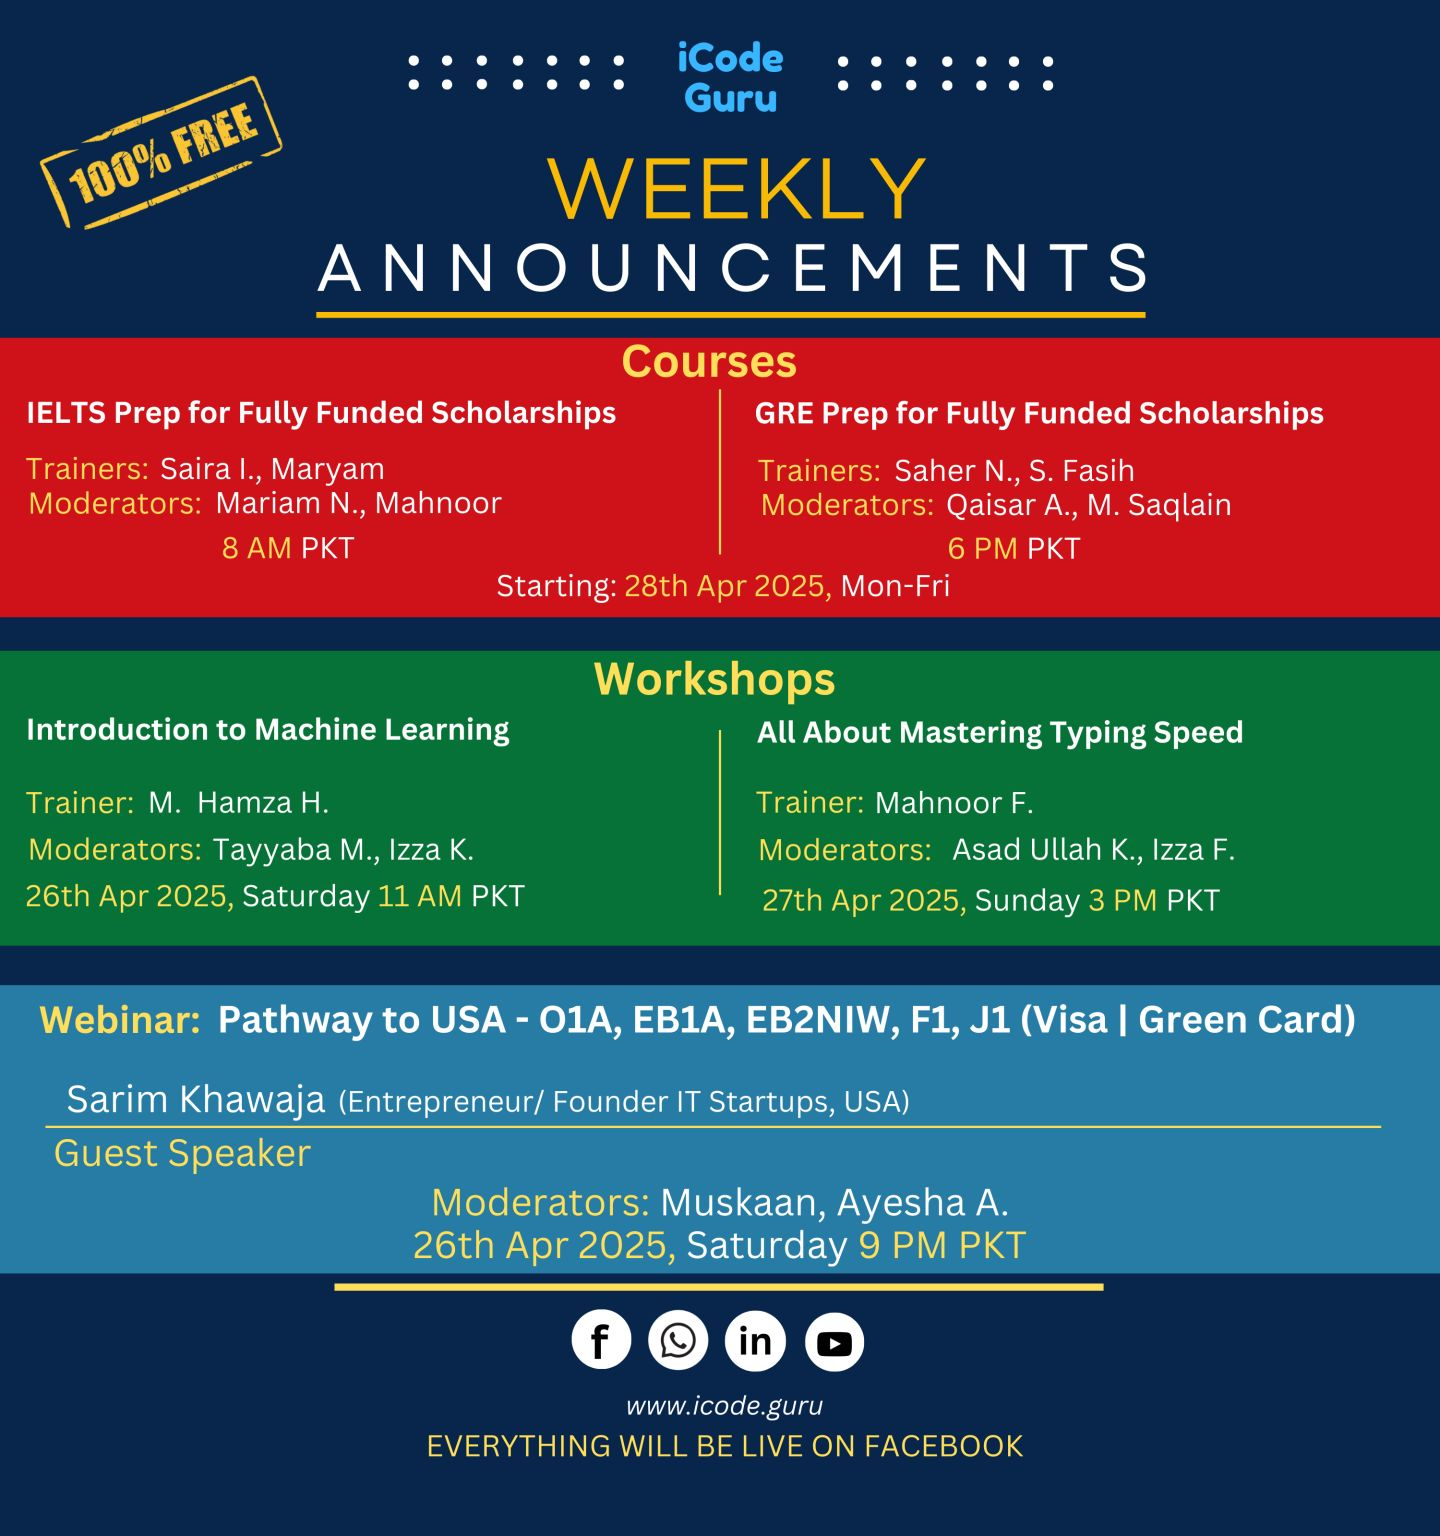 iCode
Guru
100% FREE
WEEKLY
ANNOUNCEMENTS
Courses
IELTS Prep for Fully Funded Scholarships
Trainers: Saira I., Maryam
Moderators: Mariam N., Mahnoor
8 AM PKT
GRE Prep for Fully Funded Scholarships
Trainers: Saher N., S. Fasih
Moderators: Qaisar A., M. Saqlain
6 PM PKT
Starting: 28th Apr 2025, Mon-Fri
Workshops
Introduction to Machine Learning
Trainer: M. Hamza H.
Moderators: Tayyaba M., Izza K.
26th Apr 2025, Saturday 11 AM PKT
All About Mastering Typing Speed
Trainer: Mahnoor F.
Moderators: Asad Ullah K., Izza F.
27th Apr 2025, Sunday 3 PM PKT
Webinar: Pathway to USA - O1A, EB1A, EB2NIW, F1, J1 (Visa | Green Card)
Sarim Khawaja (Entrepreneur/ Founder IT Startups, USA)
Guest Speaker
Moderators: Muskaan, Ayesha A.
26th Apr 2025, Saturday 9 PM PKT
www.icode.guru
EVERYTHING WILL BE LIVE ON FACEBOOK